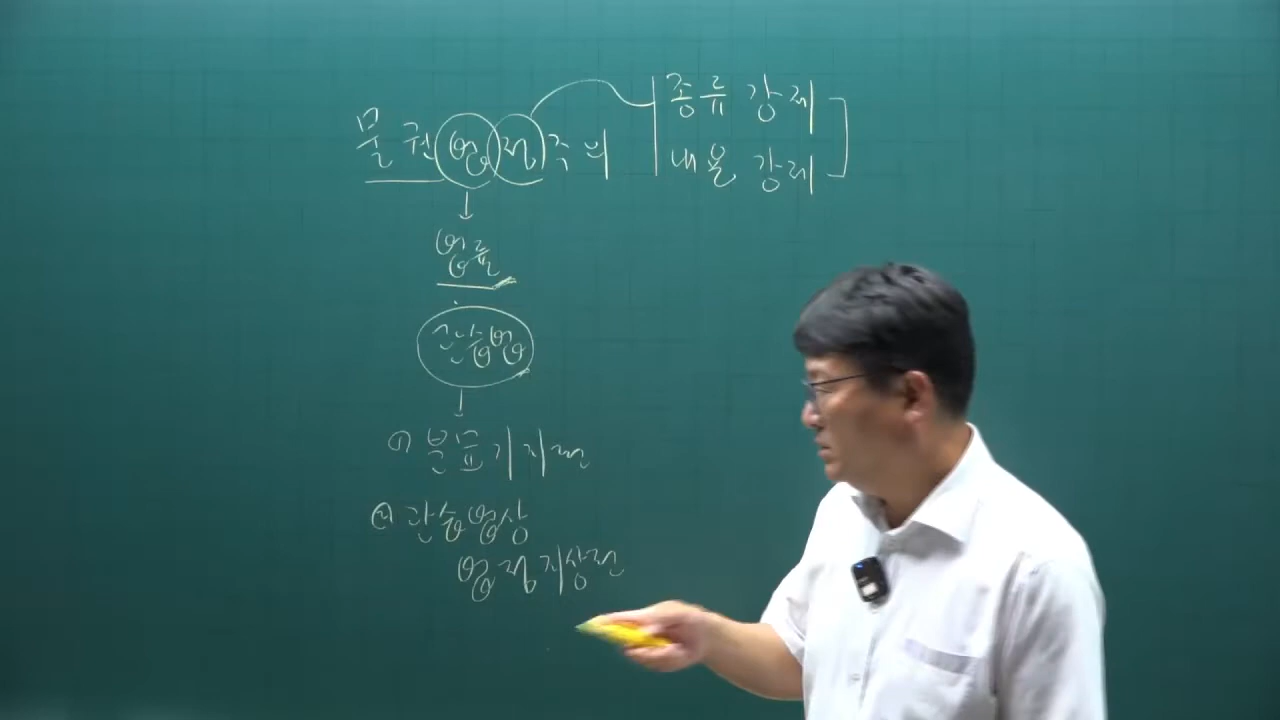 물권법정주의
종류 강제
내용 강제
법률
관습법
① 분묘기지권
② 관습법상
법정지상권